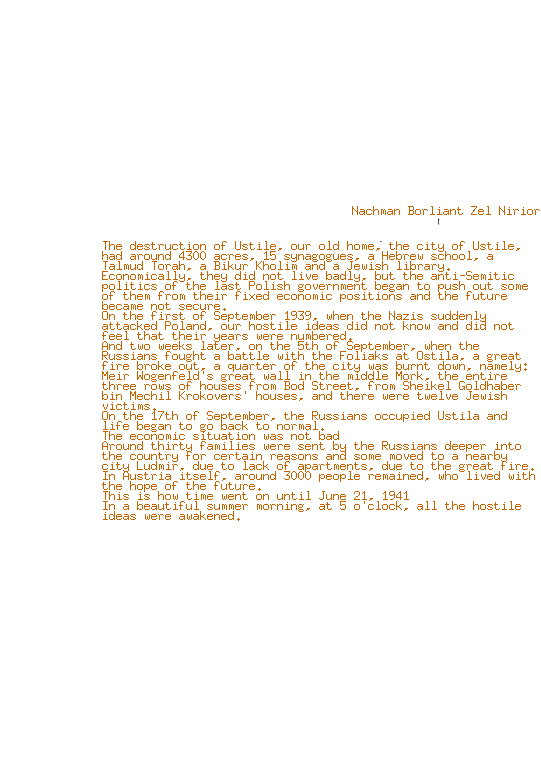 Nachman Borliant Zel Nirior
The destruction of Ustile, our old home, the city of Ustile,
had around 4300 acres, 15 synagogues, a Hebrew school, a
Talmud Torah, a Bikur Kholim and a Jewish library.
Economically, they did not live badly, but the anti-Semitic
politics of the last Polish government began to push out some
of them from their fixed economic positions and the future
became not secure.
On the first of September 1939, when the Nazis suddenly
attacked Poland, our hostile ideas did not know and did not
feel that their years were numbered.
And two weeks later, on the 5th of September, when the
Russians fought a battle with the Foliaks at Ostila, a great
fire broke out, a quarter of the city was burnt down, namely:
Meir Wogenfeld's great wall in the middle Mork, the entire
three rows of houses from Bod Street, from Sheikel Goldhaber
bin Mechil Krokovers' houses, and there were twelve Jewish
victims.
On the 17th of September, the Russians occupied Ustila and
life began to go back to normal.
The economic situation was not bad
Around thirty families were sent by the Russians deeper into
the country for certain reasons and some moved to a nearby
city Ludmir, due to lack of apartments, due to the great fire.
In Austria itself, around 3000 people remained, who lived with
the hope of the future.
This is how time went on until June 21, 1941
In a beautiful summer morning, at 5 o'clock, all the hostile
ideas were awakened.